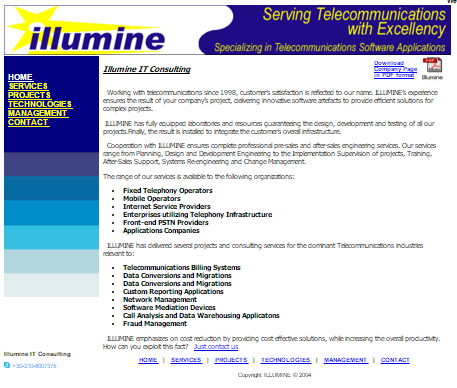 We
illumine
Serving Telecommunications
with Excellency
Specializing in Telecommunications Software Applications
HOME
SERVICES
PROJECTS
TECHNOLOGIES
MANAGEMENT
CONTACT
Illumine IT Consulting
Download
Company Page
in PDF format
Illumine
Working with telecommunications since 1998, customer's satisfaction is reflected to our name. ILLUMINE's experience
ensures the result of your company's project, delivering innovative software artefacts to provide efficient solutions for
complex projects.
ILLUMINE has fully equipped laboratories and resources guaranteeing the design, development and testing of all our
projects.Finally, the result is installed to integrate the customer's overall infrastructure.
Cooperation with ILLUMINE ensures complete professional pre-sales and after-sales engineering services. Our services
range from Planning, Design and Development Engineering to the Implementation Supervision of projects, Training,
After-Sales Support, Systems Re-engineering and Change Management.
The range of our services is available to the following organizations:
• Fixed Telephony Operators
• Mobile Operators
• Internet Service Providers
• Enterprises utilizing Telephony Infrastructure
• Front-end PSTN Providers
• Applications Companies
ILLUMINE has delivered several projects and consulting services for the dominant Telecommunications industries
relevant to:
• Telecommunications Billing Systems
• Data Conversions and Migrations
• Data Conversions and Migrations
• Custom Reporting Applications
• Network Management
• Software Mediation Devices
• Call Analysis and Data Warehousing Applicatons
• Fraud Management
ILLUMINE emphasizes on cost reduction by providing cost effective solutions, while increasing the overall productivity.
How can you exploit this fact? Just contact us
Illumine IT Consulting
+30-210-8007375
HOME | SERVICES | PROJECTS | TECHNOLOGIES | MANAGEMENT | CONTACT
Copyright ILLUMINE © 2004